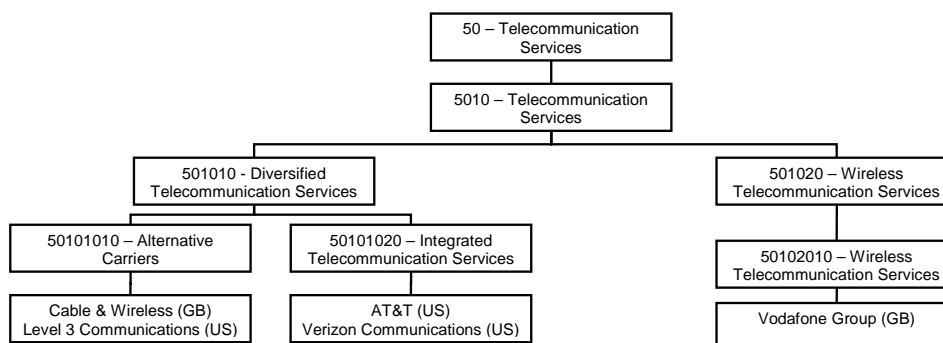 50 – Telecommunication
Services
5010 – Telecommunication
Services
501010 - Diversified
Telecommunication Services
501020 – Wireless
Telecommunication Services
50101010 – Alternative
Carriers
50101020 – Integrated
Telecommunication Services
50102010 – Wireless
Telecommunication Services
Cable & Wireless (GB)
Level 3 Communications (US)
AT&T (US)
Verizon Communications (US)
Vodafone Group (GB)